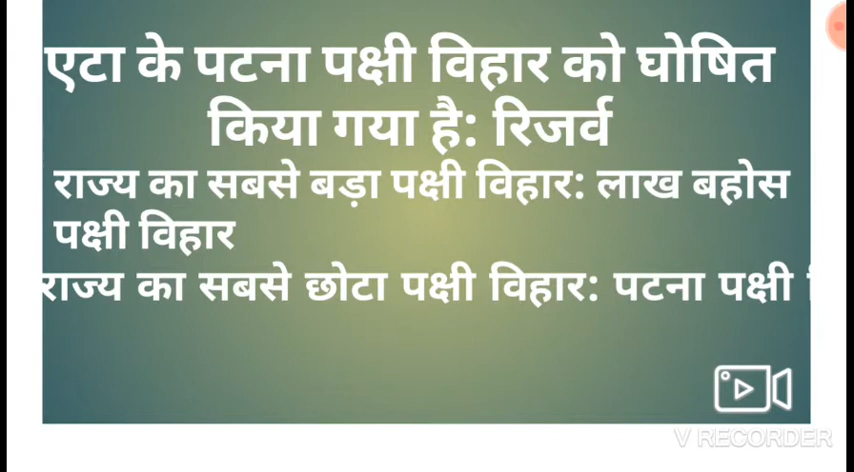 एटा के पटना पक्षी विहार को घोषित
किया गया है: रिजर्व
राज्य का सबसे बड़ा पक्षी विहार: लाख बहोस
पक्षी विहार
राज्य का सबसे छोटा पक्षी विहार: पटना पक्षी
V RECORDER